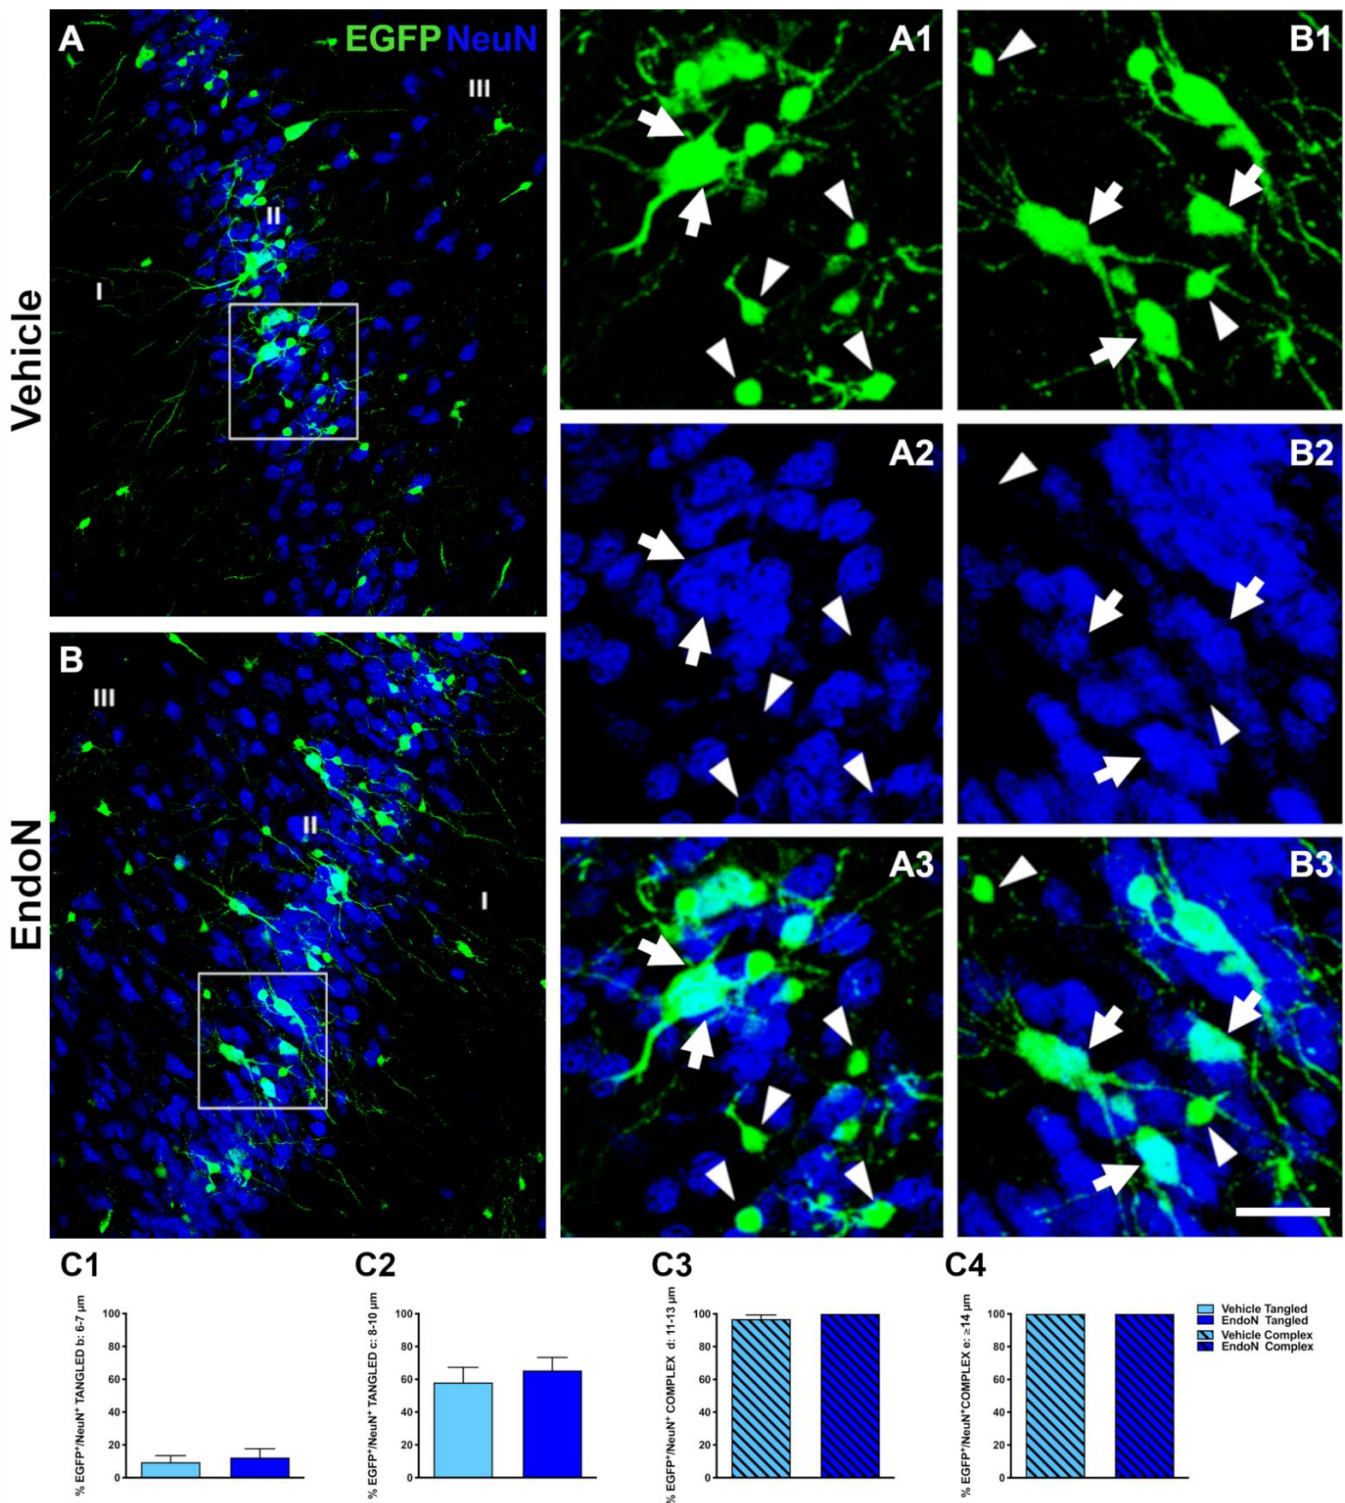 A
EGFP NeuN
III
II
I
Vehicle
A1
B1
A2
B2
A3
B3
B
III
II
I
EndoN
C1
% EGFP⁺/NeuN⁺ TANGLED b: 6-7 µm
100
80
60
40
20
0
C2
% EGFP⁺/NeuN⁺ TANGLED c: 8-10 µm
100
80
60
40
20
0
C3
% EGFP⁺/NeuN⁺ COMPLEX d: 11-13 µm
100
80
60
40
20
0
C4
% EGFP⁺/NeuN⁺COMPLEX e: ≥14 µm
100
80
60
40
20
0
Vehicle Tangled
EndoN Tangled
Vehicle Complex
EndoN Complex